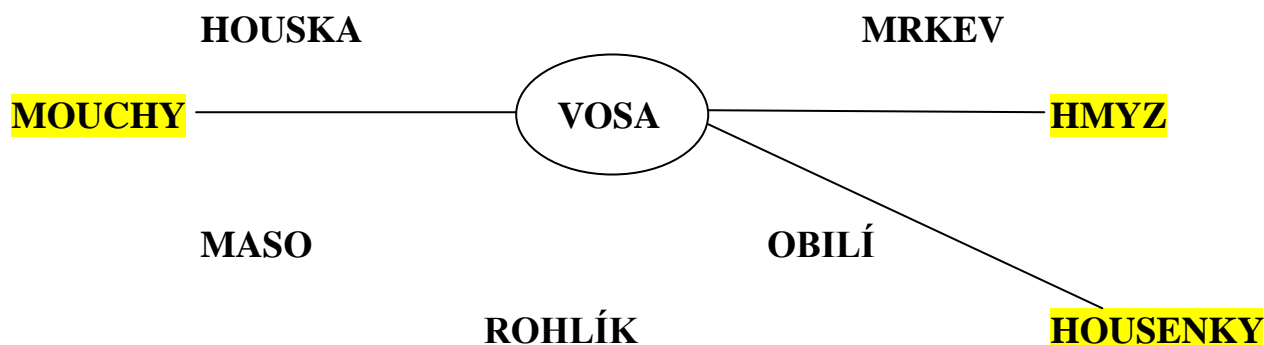 HOUSKA MRKEV
MOUCHY VOSA HMYZ
MASO OBILÍ
ROHLÍK HOUSENKY